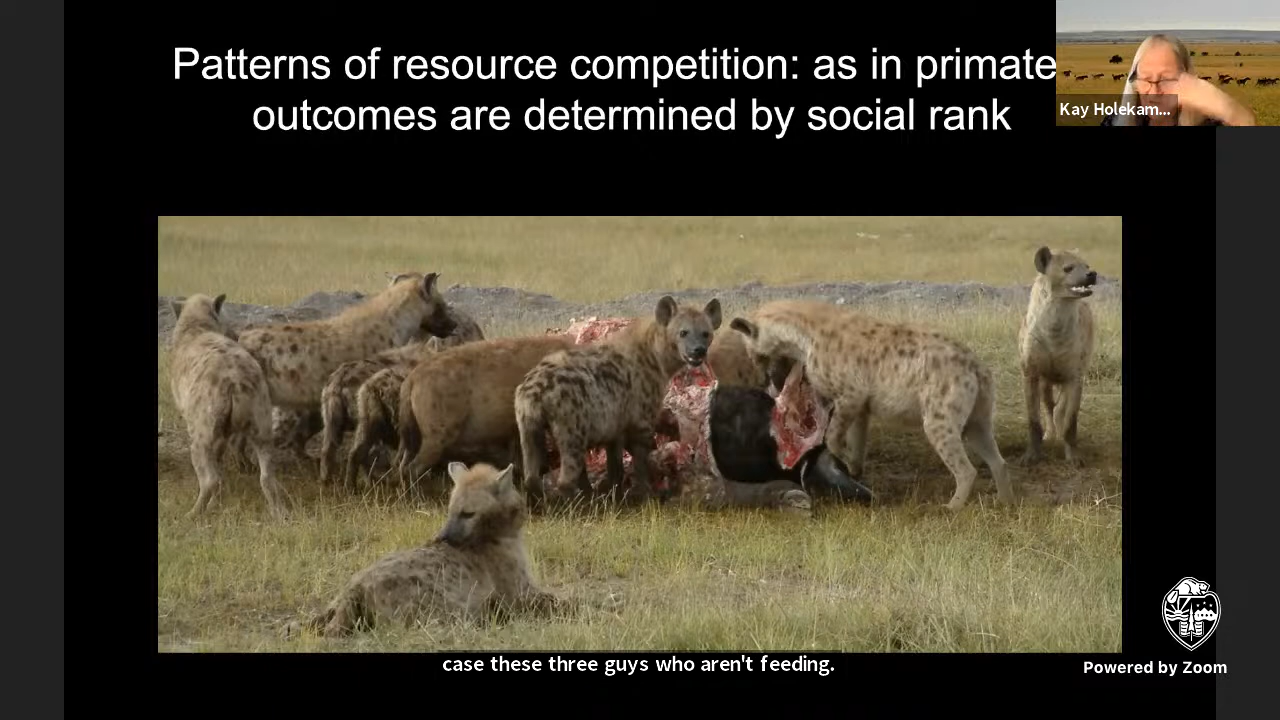 Patterns of resource competition: as in primate
outcomes are determined by social rank
Kay Holekam...
case these three guys who aren't feeding.
Powered by Zoom